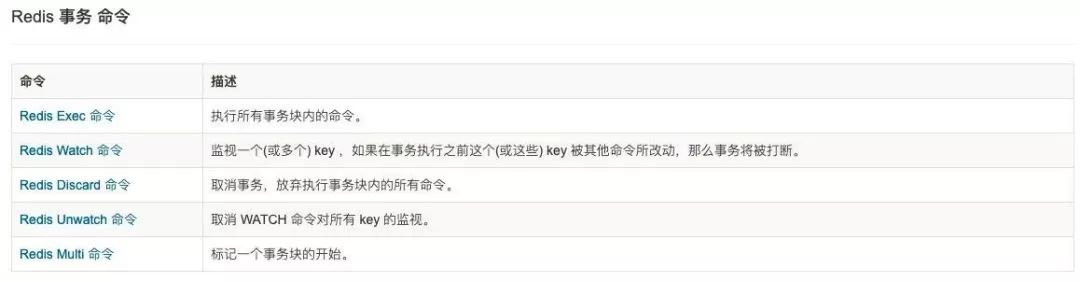 Redis 事务 命令
命令 描述
Redis Exec 命令 执行所有事务块内的命令。
Redis Watch 命令 监视一个(或多个) key ，如果在事务执行之前这个(或这些) key 被其他命令所改动，那么事务将被打断。
Redis Discard 命令 取消事务，放弃执行事务块内的所有命令。
Redis Unwatch 命令 取消 WATCH 命令对所有 key 的监视。
Redis Multi 命令 标记一个事务块的开始。